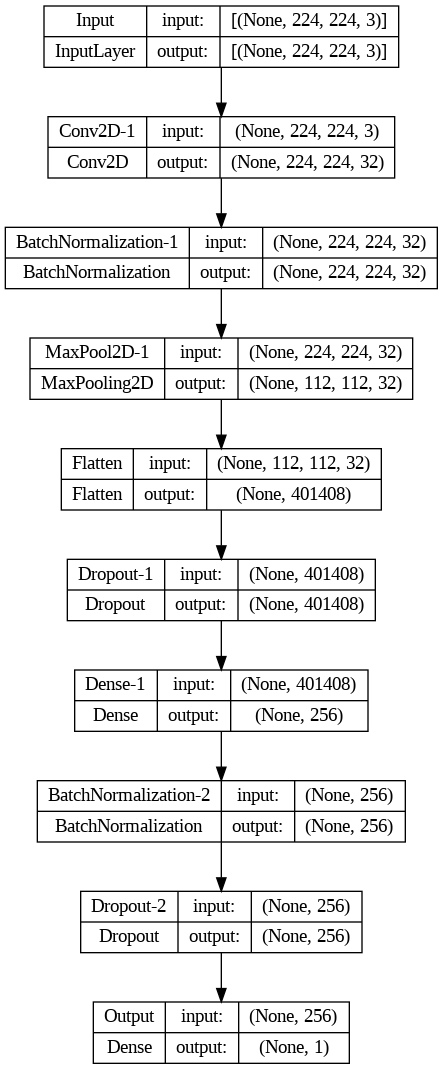 Input input: [(None, 224, 224, 3)]
InputLayer output: [(None, 224, 224, 3)]
Conv2D-1 input: (None, 224, 224, 3)
Conv2D output: (None, 224, 224, 32)
BatchNormalization-1 input: (None, 224, 224, 32)
BatchNormalization output: (None, 224, 224, 32)
MaxPool2D-1 input: (None, 224, 224, 32)
MaxPooling2D output: (None, 112, 112, 32)
Flatten input: (None, 112, 112, 32)
Flatten output: (None, 401408)
Dropout-1 input: (None, 401408)
Dropout output: (None, 401408)
Dense-1 input: (None, 401408)
Dense output: (None, 256)
BatchNormalization-2 input: (None, 256)
BatchNormalization output: (None, 256)
Dropout-2 input: (None, 256)
Dropout output: (None, 256)
Output input: (None, 256)
Dense output: (None, 1)